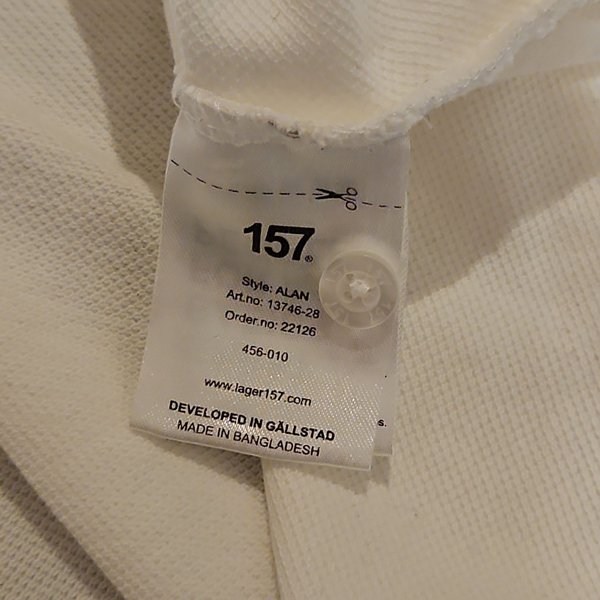 157®
Style: ALAN
Art.no: 13746-28
Order.no: 22126
456-010
www.lager157.com
DEVELOPED IN GÄLLSTAD
MADE IN BANGLADESH
s.